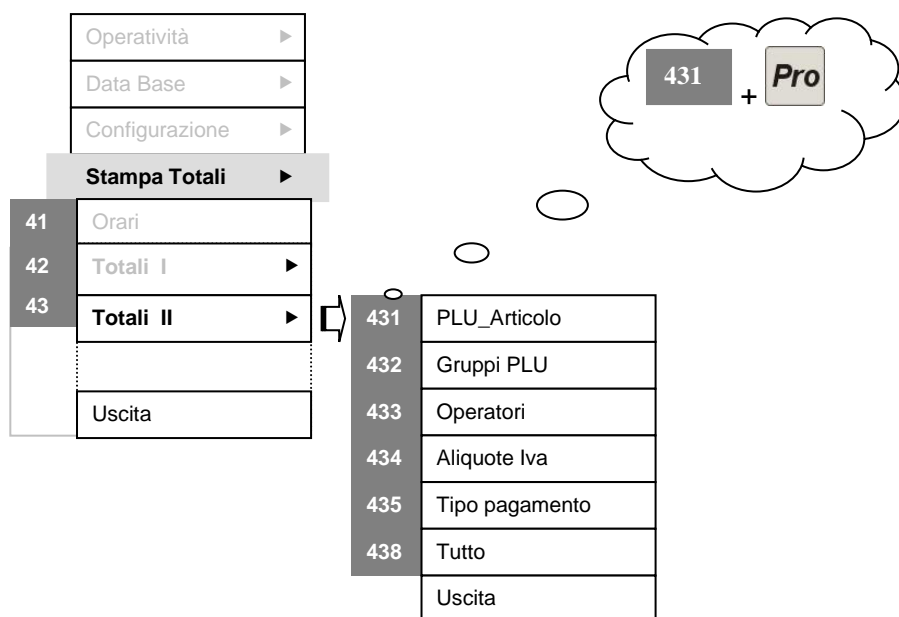 Operatività
Data Base
Configurazione
Stampa Totali
41 Orari
42 Totali I
43 Totali II
Uscita
431 + Pro
431 PLU_Articolo
432 Gruppi PLU
433 Operatori
434 Aliquote Iva
435 Tipo pagamento
438 Tutto
Uscita